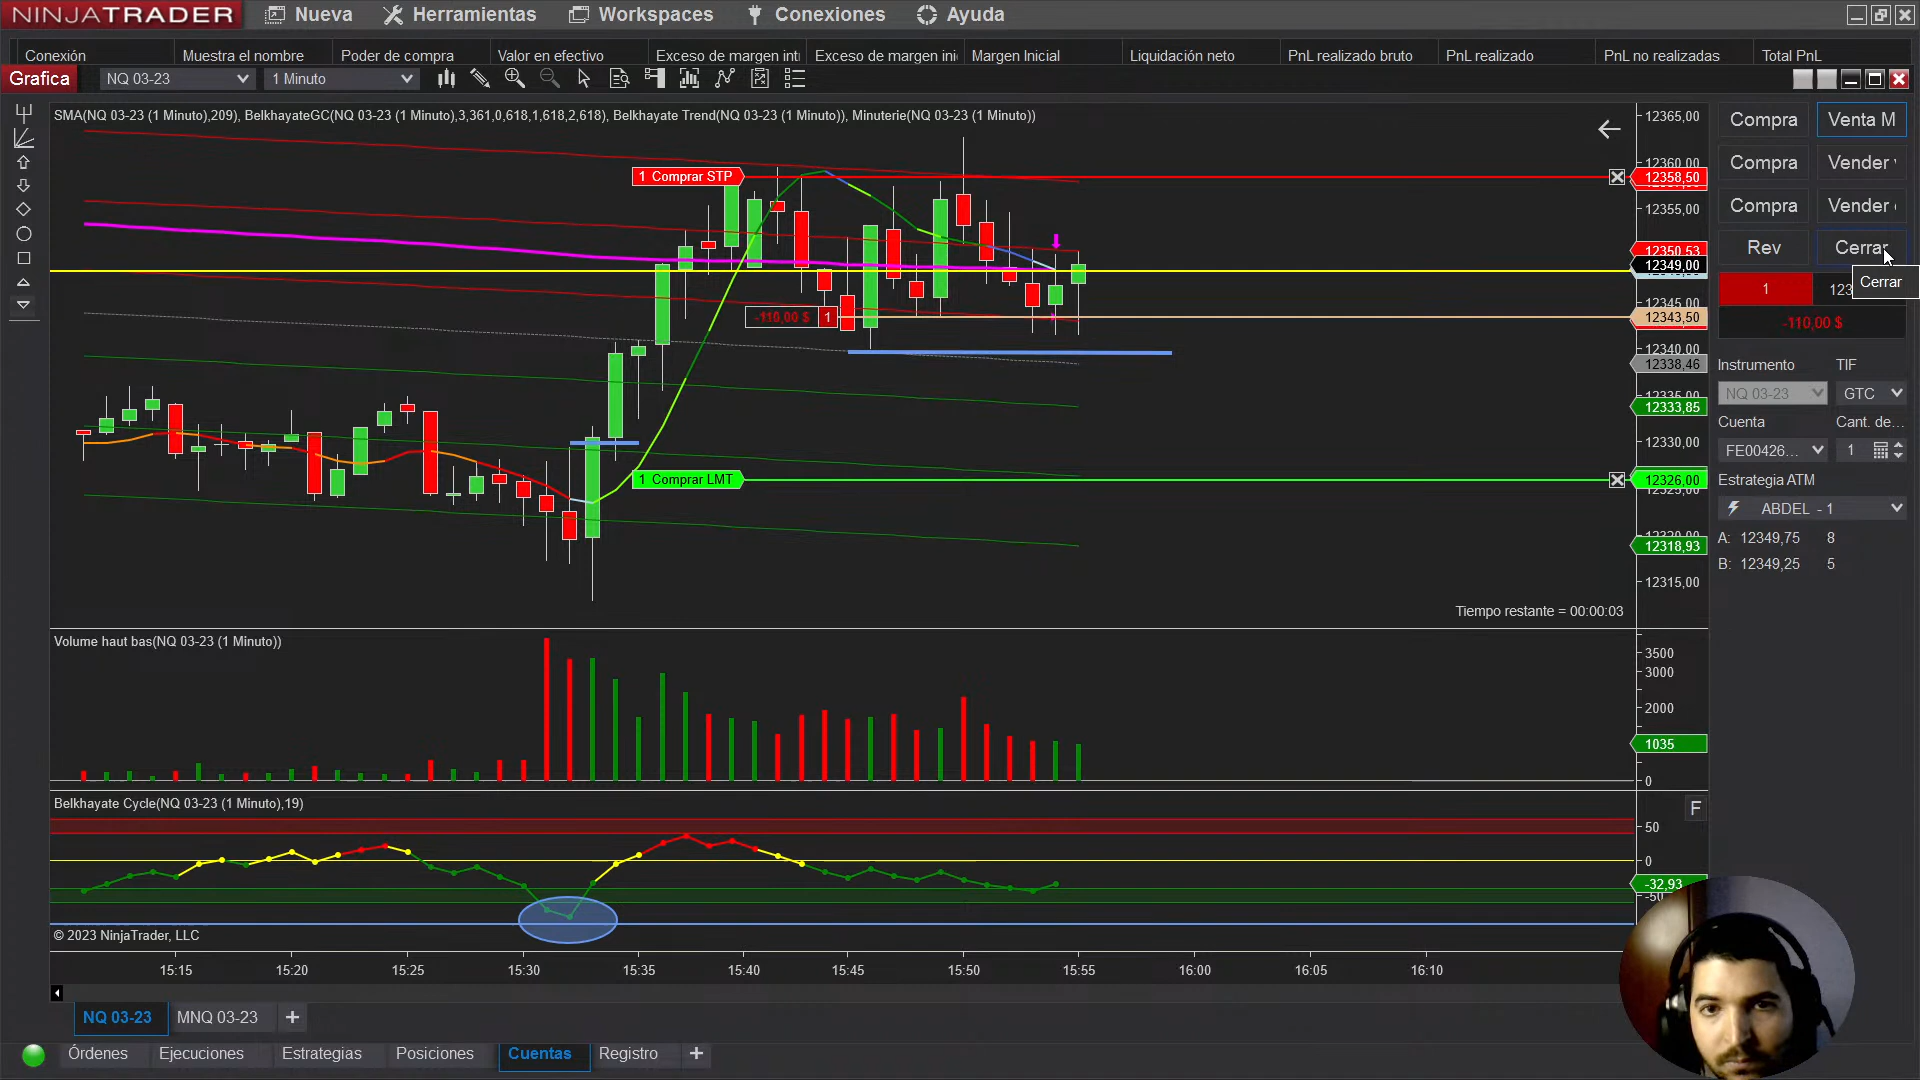 NINJATRADER Nueva Herramientas Workspaces Conexiones Ayuda
Conexión Muestra el nombre Poder de compra Valor en efectivo Exceso de margen int Exceso de margen ini Margen Inicial Liquidación neto PnL realizado bruto PnL realizado PnL no realizadas Total PnL
Grafica NQ 03-23 1 Minuto
SMA(NQ 03-23 (1 Minuto),209), BelkhayateGC(NQ 03-23 (1 Minuto),3,361,0,618,1,618,2,618), Belkhayate Trend(NQ 03-23 (1 Minuto)), Minuterie(NQ 03-23 (1 Minuto))
12365,00
12360,00
1 Comprar STP
12358,50
12355,00
12350,53
12349,00
12345,00
-110,00 $ 1
12343,50
12340,00
12338,46
12333,85
12330,00
1 Comprar LMT
12326,00
12318,93
12315,00
Tiempo restante = 00:00:03
Compra Venta M
Compra Vender
Compra Vender
Rev Cerrar
Cerrar
1 123
-110,00 $
Instrumento TIF
NQ 03-23 GTC
Cuenta Cant. de...
FE00426... 1
Estrategia ATM
ABDEL - 1
A: 12349,75 8
B: 12349,25 5
Volume haut bas(NQ 03-23 (1 Minuto))
3500
3000
2000
1035
0
Belkhayate Cycle(NQ 03-23 (1 Minuto),19)
F
50
0
-32,93
-50
© 2023 NinjaTrader, LLC
15:15 15:20 15:25 15:30 15:35 15:40 15:45 15:50 15:55 16:00 16:05 16:10
NQ 03-23 MNQ 03-23 +
Órdenes Ejecuciones Estrategias Posiciones Cuentas Registro +